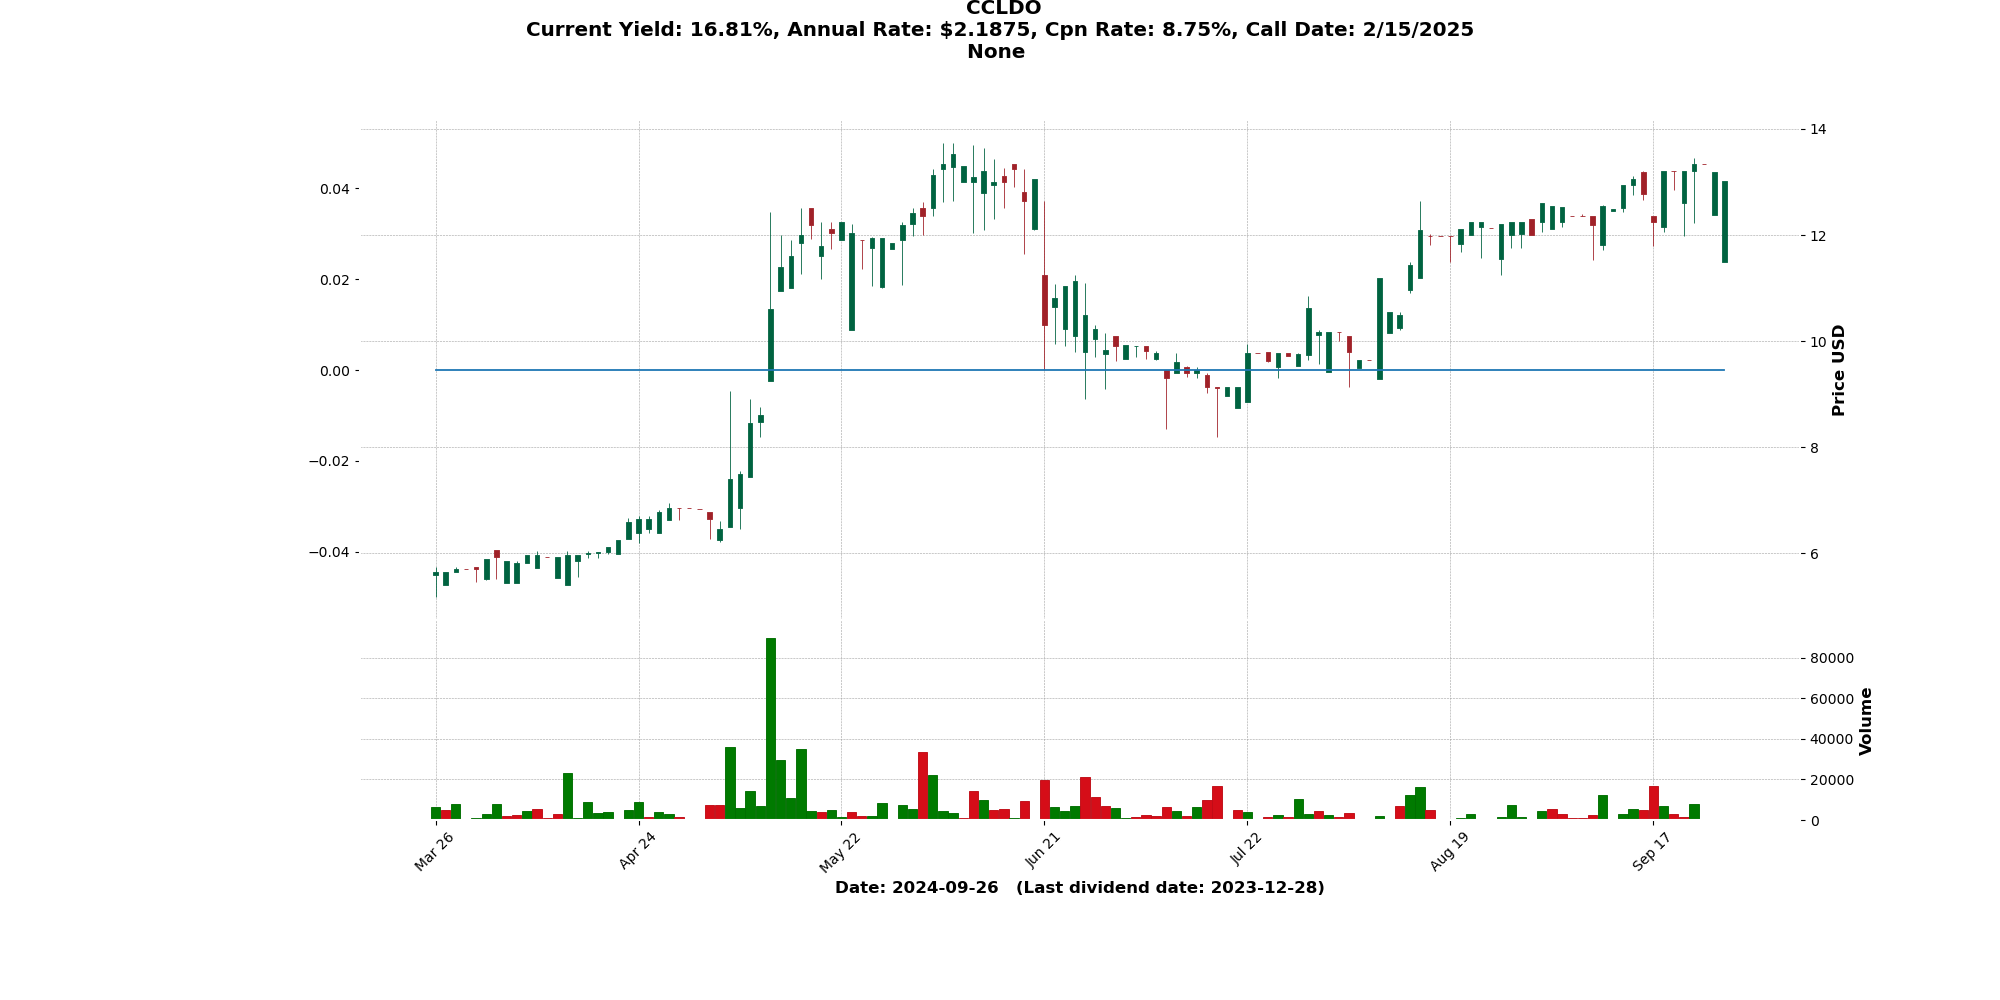 CCLDO
Current Yield: 16.81%, Annual Rate: $2.1875, Cpn Rate: 8.75%, Call Date: 2/15/2025
None
0.04
0.02
0.00
−0.02
−0.04
14
12
10
8
6
Price USD
80000
60000
40000
20000
0
Volume
Mar 26
Apr 24
May 22
Jun 21
Jul 22
Aug 19
Sep 17
Date: 2024-09-26 (Last dividend date: 2023-12-28)